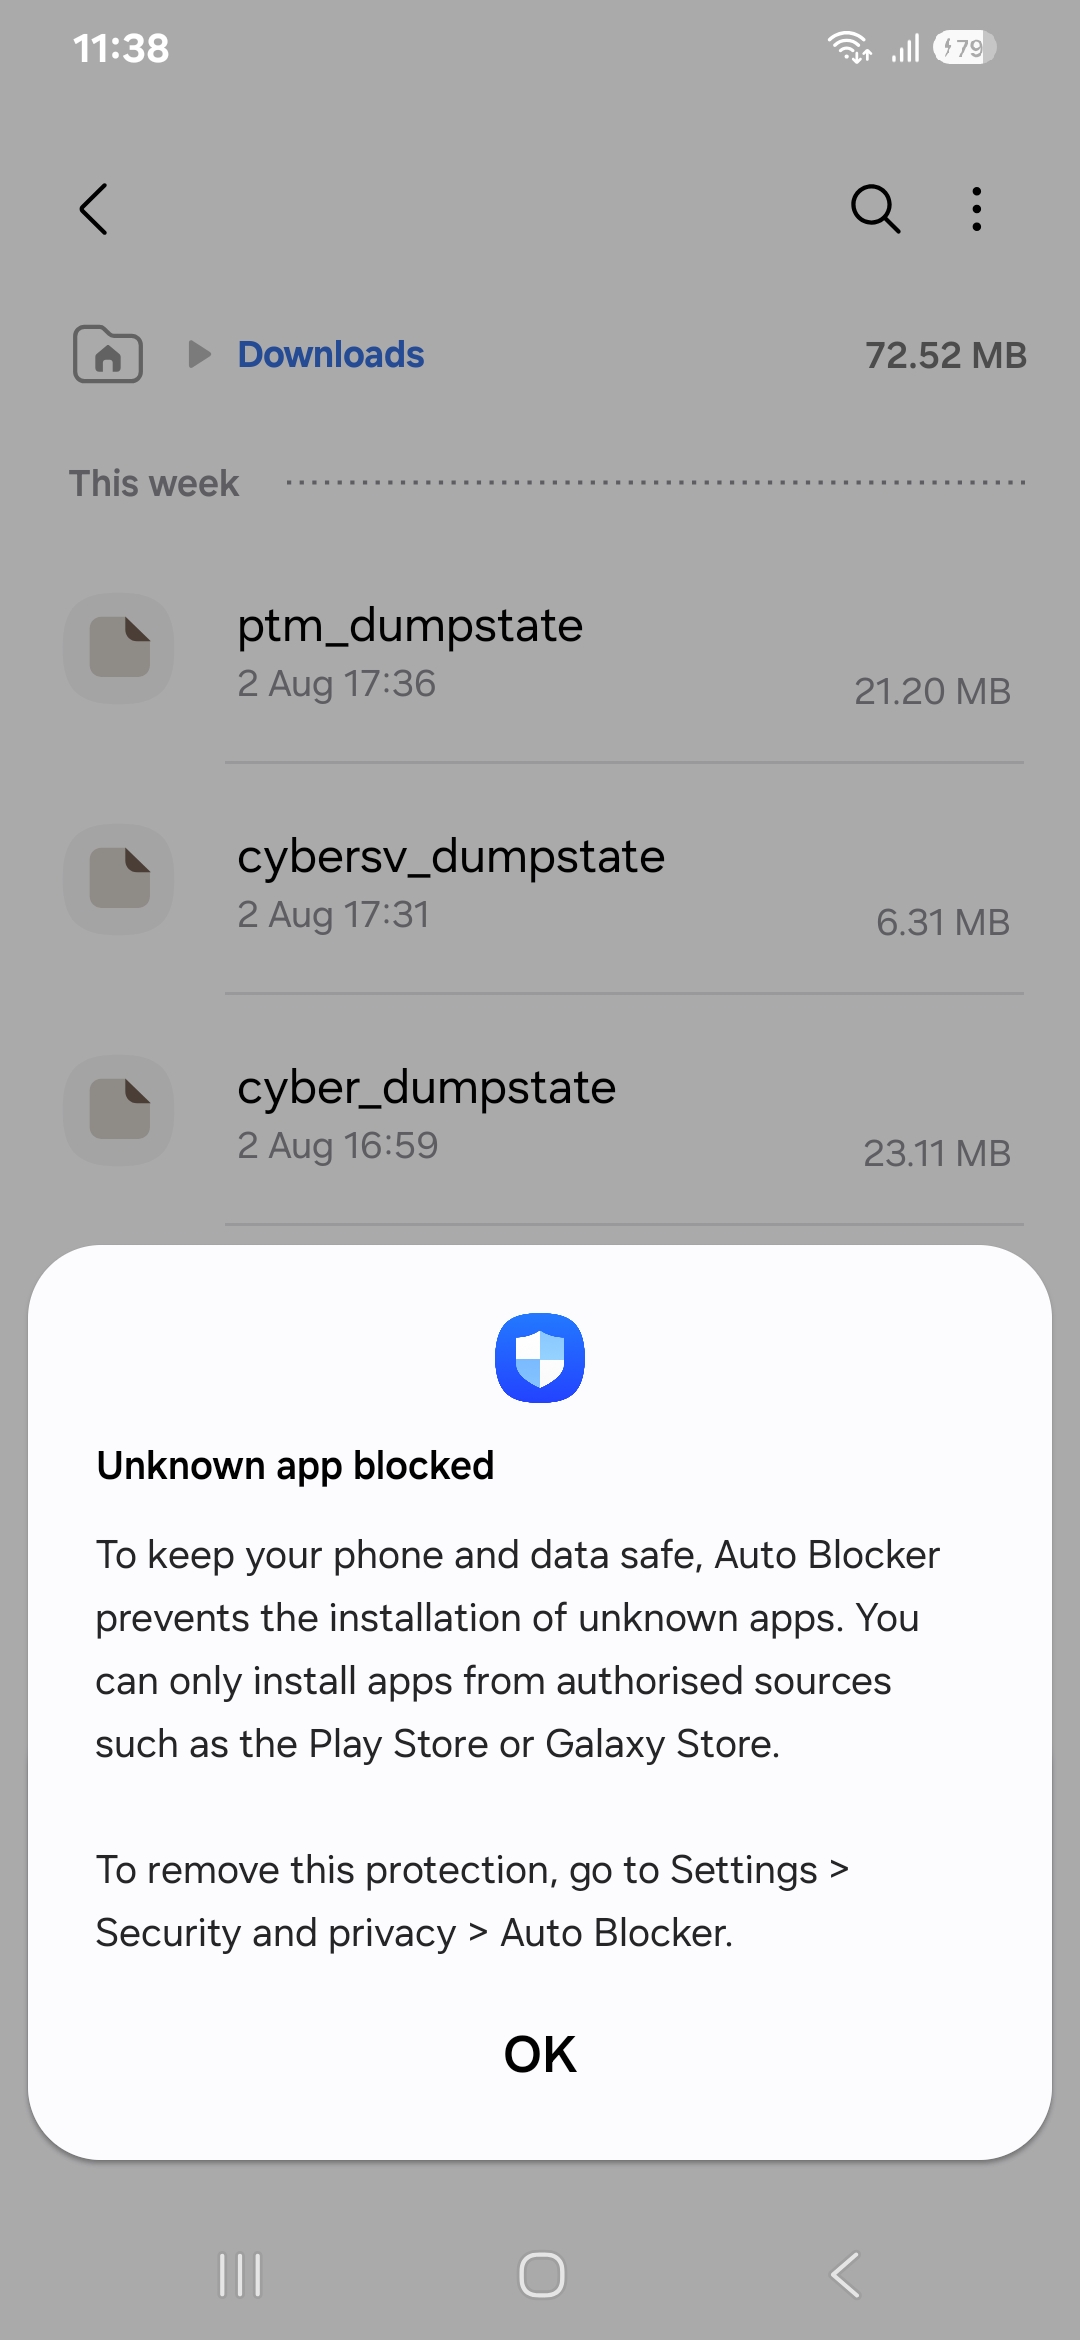 11:38
79
Downloads
72.52 MB
This week
ptm_dumpstate
2 Aug 17:36
21.20 MB
cybersv_dumpstate
2 Aug 17:31
6.31 MB
cyber_dumpstate
2 Aug 16:59
23.11 MB
Unknown app blocked
To keep your phone and data safe, Auto Blocker
prevents the installation of unknown apps. You
can only install apps from authorised sources
such as the Play Store or Galaxy Store.
To remove this protection, go to Settings >
Security and privacy > Auto Blocker.
OK